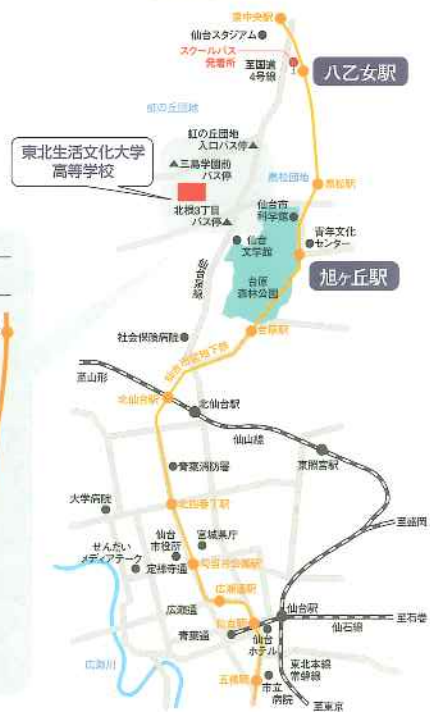 泉中央駅
仙台スタジアム
スクールバス
発着所
至国道
4号線
八乙女駅
虹の丘団地
虹の丘団地
入口バス停
東北生活文化大学
高等学校
三島学園前
バス停
黒松団地
黒松駅
北根3丁目
バス停
仙台市
科学館
仙台
文学館
青年文化
センター
旭ヶ丘駅
台原
森林公園
仙台泉線
台原駅
社会保険病院
仙台市営地下鉄
至山形
北仙台駅
北仙台駅
仙山線
東照宮駅
青葉消防署
大学病院
北四番丁駅
至盛岡
せんだい
メディアテーク
仙台
市役所
宮城県庁
定禅寺通
勾当台公園駅
広瀬通駅
広瀬通
仙台駅
仙台駅
至石巻
仙石線
青葉通
仙台
ホテル
広瀬川
五橋駅
市立
病院
東北本線
常磐線
至東京